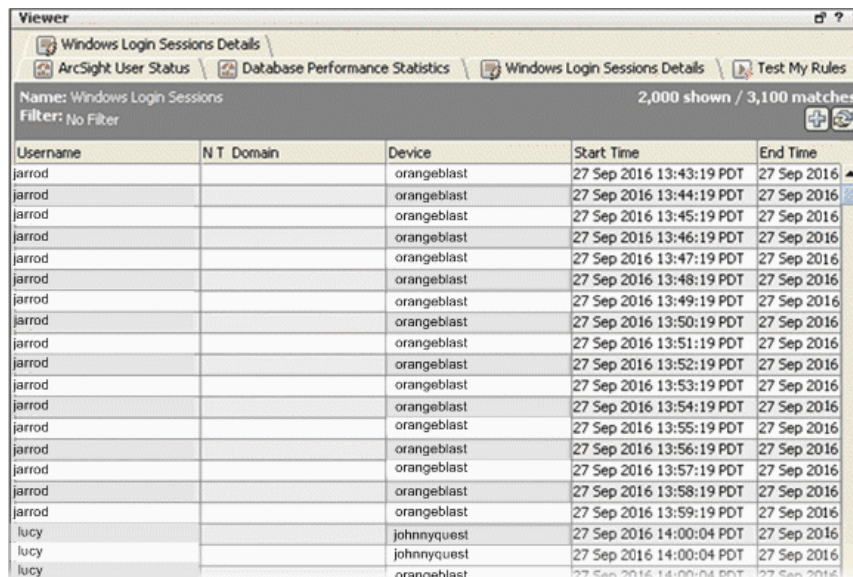 Viewer ?
Windows Login Sessions Details
ArcSight User Status Database Performance Statistics Windows Login Sessions Details Test My Rules
Name: Windows Login Sessions 2,000 shown / 3,100 matches
Filter: No Filter
Username N T Domain Device Start Time End Time
jarrod orangeblast 27 Sep 2016 13:43:19 PDT 27 Sep 2016
jarrod orangeblast 27 Sep 2016 13:44:19 PDT 27 Sep 2016
jarrod orangeblast 27 Sep 2016 13:45:19 PDT 27 Sep 2016
jarrod orangeblast 27 Sep 2016 13:46:19 PDT 27 Sep 2016
jarrod orangeblast 27 Sep 2016 13:47:19 PDT 27 Sep 2016
jarrod orangeblast 27 Sep 2016 13:48:19 PDT 27 Sep 2016
jarrod orangeblast 27 Sep 2016 13:49:19 PDT 27 Sep 2016
jarrod orangeblast 27 Sep 2016 13:50:19 PDT 27 Sep 2016
jarrod orangeblast 27 Sep 2016 13:51:19 PDT 27 Sep 2016
jarrod orangeblast 27 Sep 2016 13:52:19 PDT 27 Sep 2016
jarrod orangeblast 27 Sep 2016 13:53:19 PDT 27 Sep 2016
jarrod orangeblast 27 Sep 2016 13:54:19 PDT 27 Sep 2016
jarrod orangeblast 27 Sep 2016 13:55:19 PDT 27 Sep 2016
jarrod orangeblast 27 Sep 2016 13:56:19 PDT 27 Sep 2016
jarrod orangeblast 27 Sep 2016 13:57:19 PDT 27 Sep 2016
jarrod orangeblast 27 Sep 2016 13:58:19 PDT 27 Sep 2016
jarrod orangeblast 27 Sep 2016 13:59:19 PDT 27 Sep 2016
lucy johnnyquest 27 Sep 2016 14:00:04 PDT 27 Sep 2016
lucy johnnyquest 27 Sep 2016 14:00:04 PDT 27 Sep 2016
lucy orangeblast 27 Sep 2016 14:00:04 PDT 27 Sep 2016